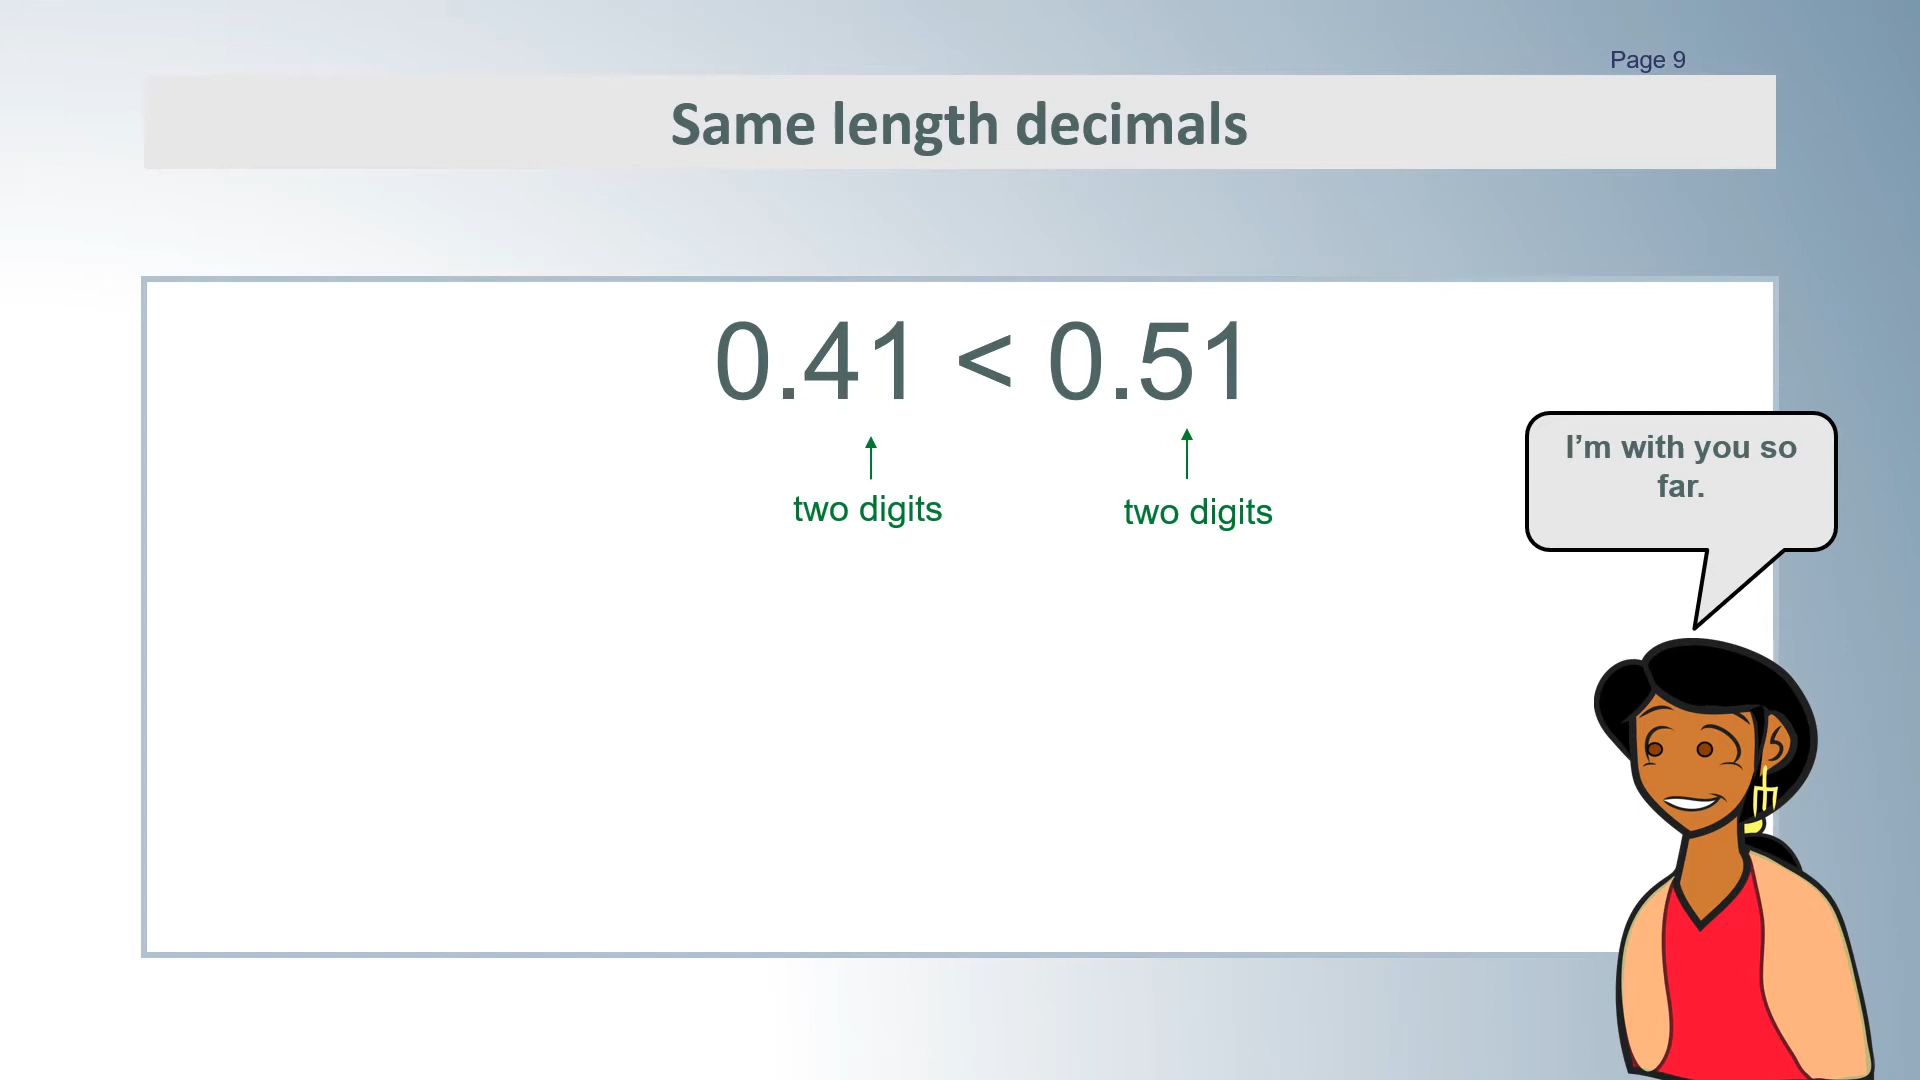 Page 9
Same length decimals
0.41 < 0.51
two digits two digits
I’m with you so
far.